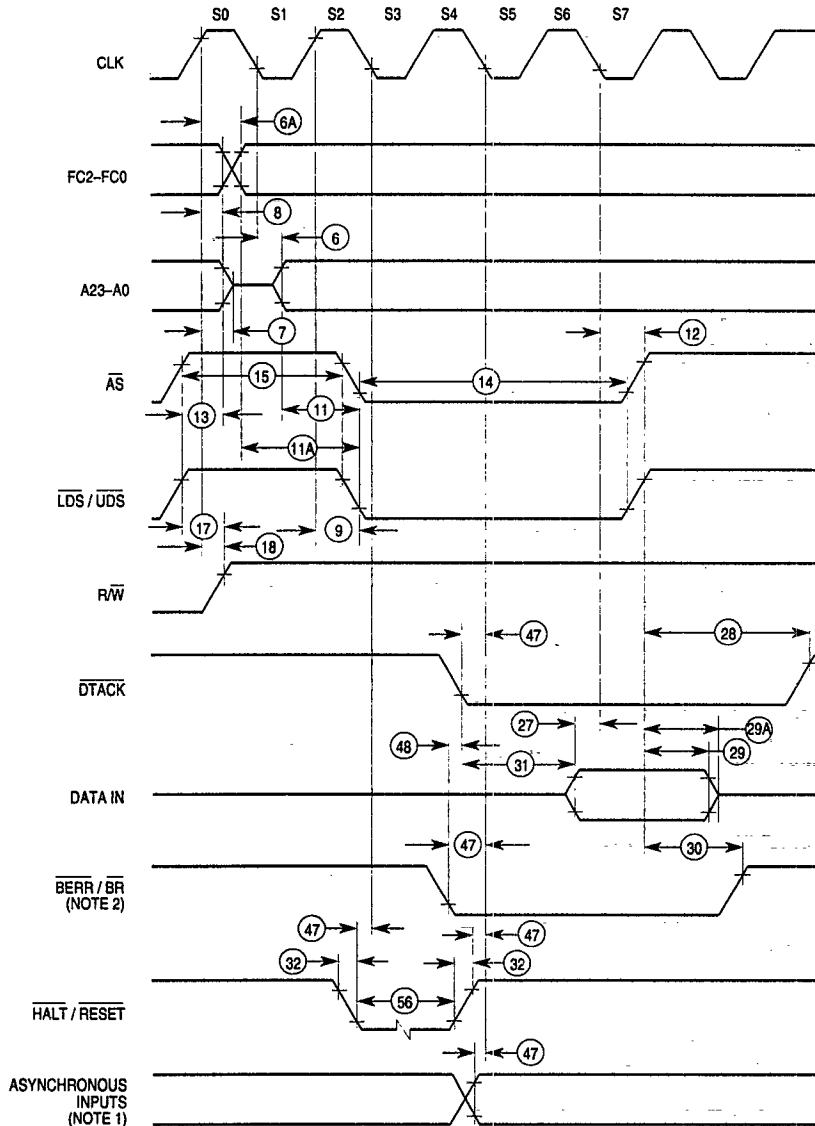 S0 S1 S2 S3 S4 S5 S6 S7
CLK
6A
FC2–FC0
8
6
A23–A0
7
12
AS
15
14
13
11
11A
LDS / UDS
17
9
18
R/W
47
28
DTACK
27
29A
48
31
29
DATA IN
47
30
BERR / BR
(NOTE 2)
47
47
32
32
56
HALT / RESET
47
ASYNCHRONOUS
INPUTS
(NOTE 1)